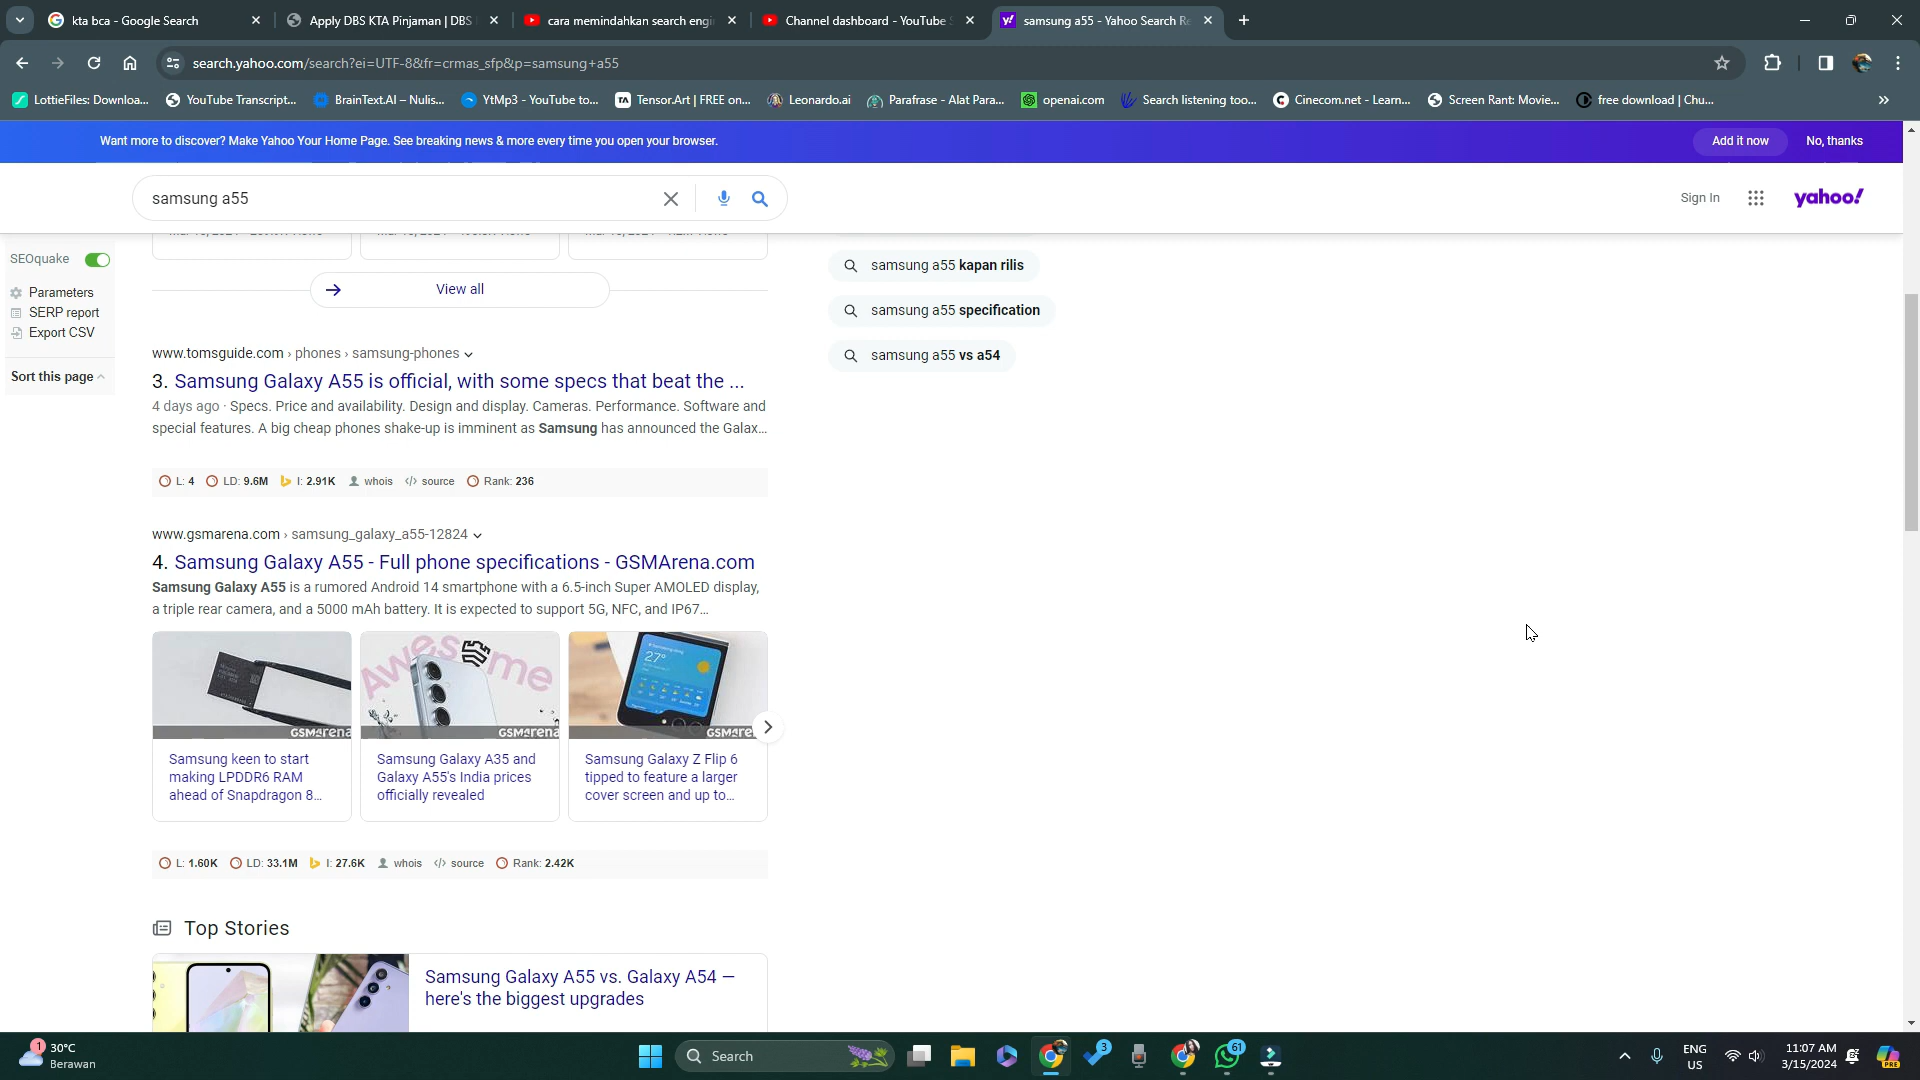 kta bca - Google Search
Apply DBS KTA Pinjaman | DBS
cara memindahkan search engi
Channel dashboard - YouTube S
samsung a55 - Yahoo Search Re
search.yahoo.com/search?ei=UTF-8&fr=crmas_sfp&p=samsung+a55
LottieFiles: Downloa...
YouTube Transcript...
BrainText.AI – Nulis...
YtMp3 - YouTube to...
Tensor.Art | FREE on...
Leonardo.ai
Parafrase - Alat Para...
openai.com
Search listening too...
Cinecom.net - Learn...
Screen Rant: Movie...
free download | Chu...
Want more to discover? Make Yahoo Your Home Page. See breaking news & more every time you open your browser.
Add it now
No, thanks
samsung a55
Sign In
yahoo!
SEOquake
Parameters
SERP report
Export CSV
Sort this page
View all
samsung a55 kapan rilis
samsung a55 specification
samsung a55 vs a54
www.tomsguide.com › phones › samsung-phones
3. Samsung Galaxy A55 is official, with some specs that beat the ...
4 days ago · Specs. Price and availability. Design and display. Cameras. Performance. Software and
special features. A big cheap phones shake-up is imminent as Samsung has announced the Galax...
L: 4 LD: 9.6M I: 2.91K whois source Rank: 236
www.gsmarena.com › samsung_galaxy_a55-12824
4. Samsung Galaxy A55 - Full phone specifications - GSMArena.com
Samsung Galaxy A55 is a rumored Android 14 smartphone with a 6.5-inch Super AMOLED display,
a triple rear camera, and a 5000 mAh battery. It is expected to support 5G, NFC, and IP67...
Awesome
27°
GSMArena
GSMArena
GSMAre
Samsung keen to start
making LPDDR6 RAM
ahead of Snapdragon 8...
Samsung Galaxy A35 and
Galaxy A55's India prices
officially revealed
Samsung Galaxy Z Flip 6
tipped to feature a larger
cover screen and up to...
L: 1.60K LD: 33.1M I: 27.6K whois source Rank: 2.42K
Top Stories
Samsung Galaxy A55 vs. Galaxy A54 —
here's the biggest upgrades
1
30°C
Berawan
Search
3
61
ENG
US
11:07 AM
3/15/2024
PRE